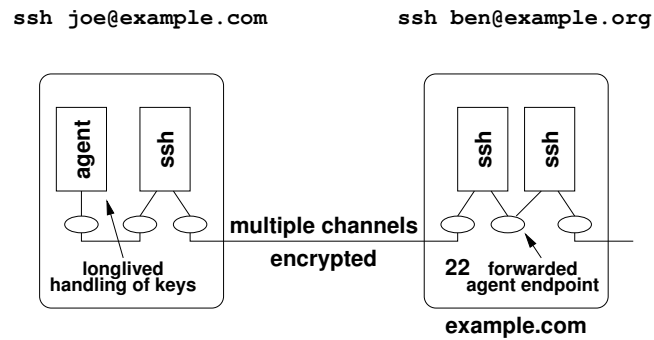 ssh joe@example.com
ssh ben@example.org
agent
ssh
ssh
ssh
multiple channels
encrypted
longlived
handling of keys
22
forwarded
agent endpoint
example.com